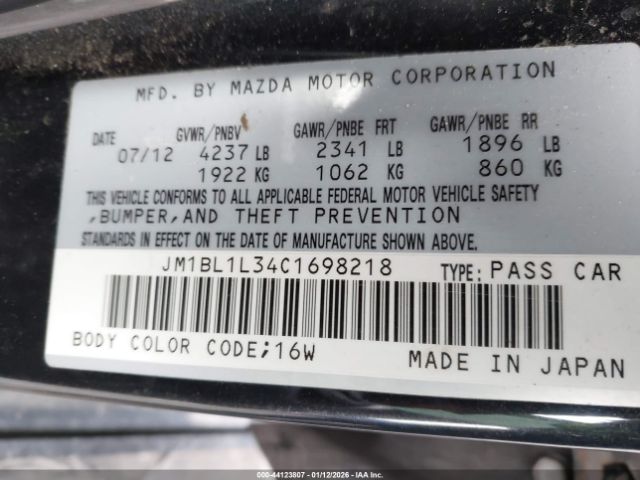 MFD. BY MAZDA MOTOR CORPORATION
DATE GVWR/PNBV GAWR/PNBE FRT GAWR/PNBE RR
07/12 4237 LB 2341 LB 1896 LB
1922 KG 1062 KG 860 KG
THIS VEHICLE CONFORMS TO ALL APPLICABLE FEDERAL MOTOR VEHICLE SAFETY
,BUMPER,AND THEFT PREVENTION
STANDARDS IN EFFECT ON THE DATE OF MANUFACTURE SHOWN ABOVE.
JM1BL1L34C1698218 TYPE: PASS CAR
BODY COLOR CODE;16W MADE IN JAPAN
000-44123807 - 01/12/2026 - IAA Inc.